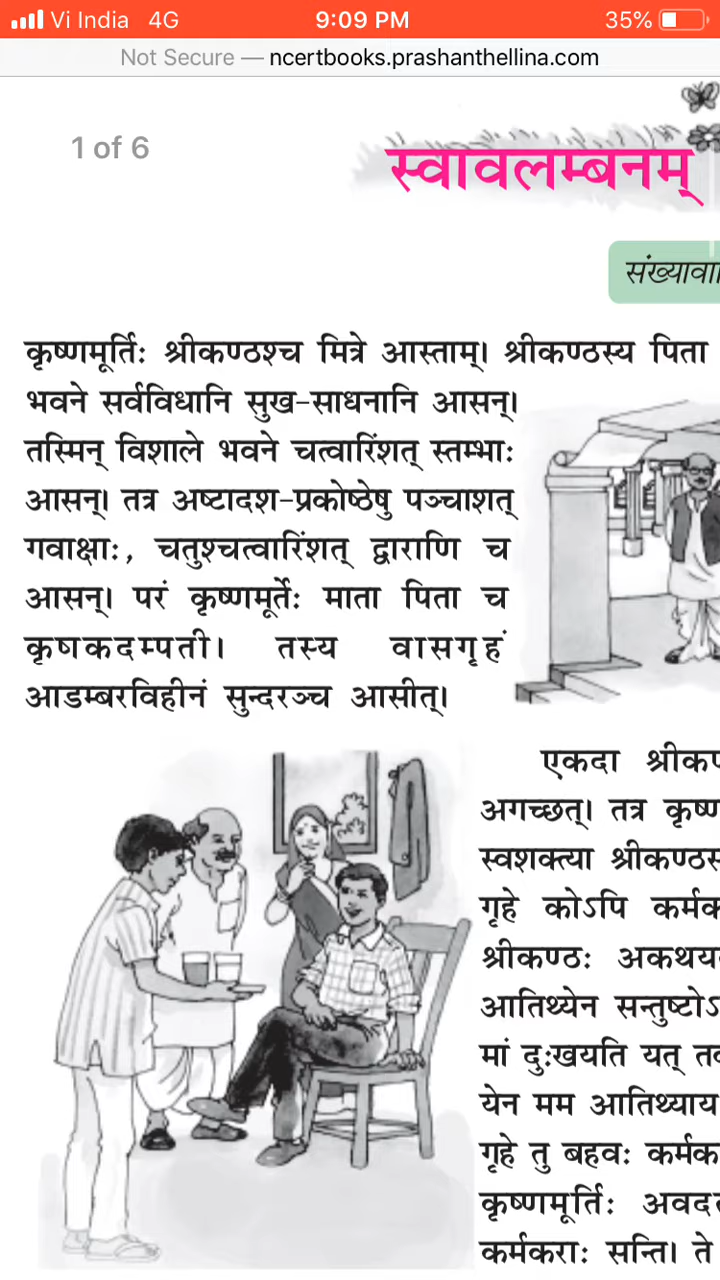 Vi India 4G 9:09 PM 35%
Not Secure — ncertbooks.prashanthellina.com
1 of 6
स्वावलम्बनम्
कृष्णमूर्तिः श्रीकण्ठश्च मित्रे आस्ताम्। श्रीकण्ठस्य पिता
भवने सर्वविधानि सुख-साधनानि आसन्।
तस्मिन् विशाले भवने चत्वारिंशत् स्तम्भाः
आसन्। तत्र अष्टादश-प्रकोष्ठेषु पञ्चाशत्
गवाक्षाः, चतुश्चत्वारिंशत् द्वाराणि च
आसन्। परं कृष्णमूर्तेः माता पिता च
कृषकदम्पती। तस्य वासगृहं
आडम्बरविहीनं सुन्दरञ्च आसीत्।
एकदा
अगच्छत्। तत्र
स्वशक्त्या
गृहे कोऽपि
श्रीकण्ठः
आतिथ्येन
मां दुःखयति यत्
येन मम
गृहे तु बहवः
कृष्णमूर्तिः
कर्मकराः सन्ति। ते